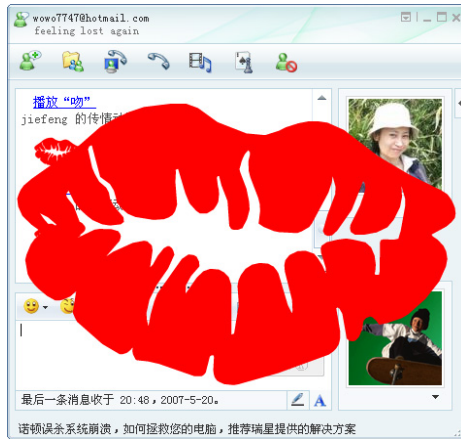 wowo7747@hotmail.com
feeling lost again
播放“吻”
jiefeng 的传情动
最后一条消息收于 20:48，2007-5-20。
A
诺顿误杀系统崩溃，如何拯救您的电脑，推荐瑞星提供的解决方案